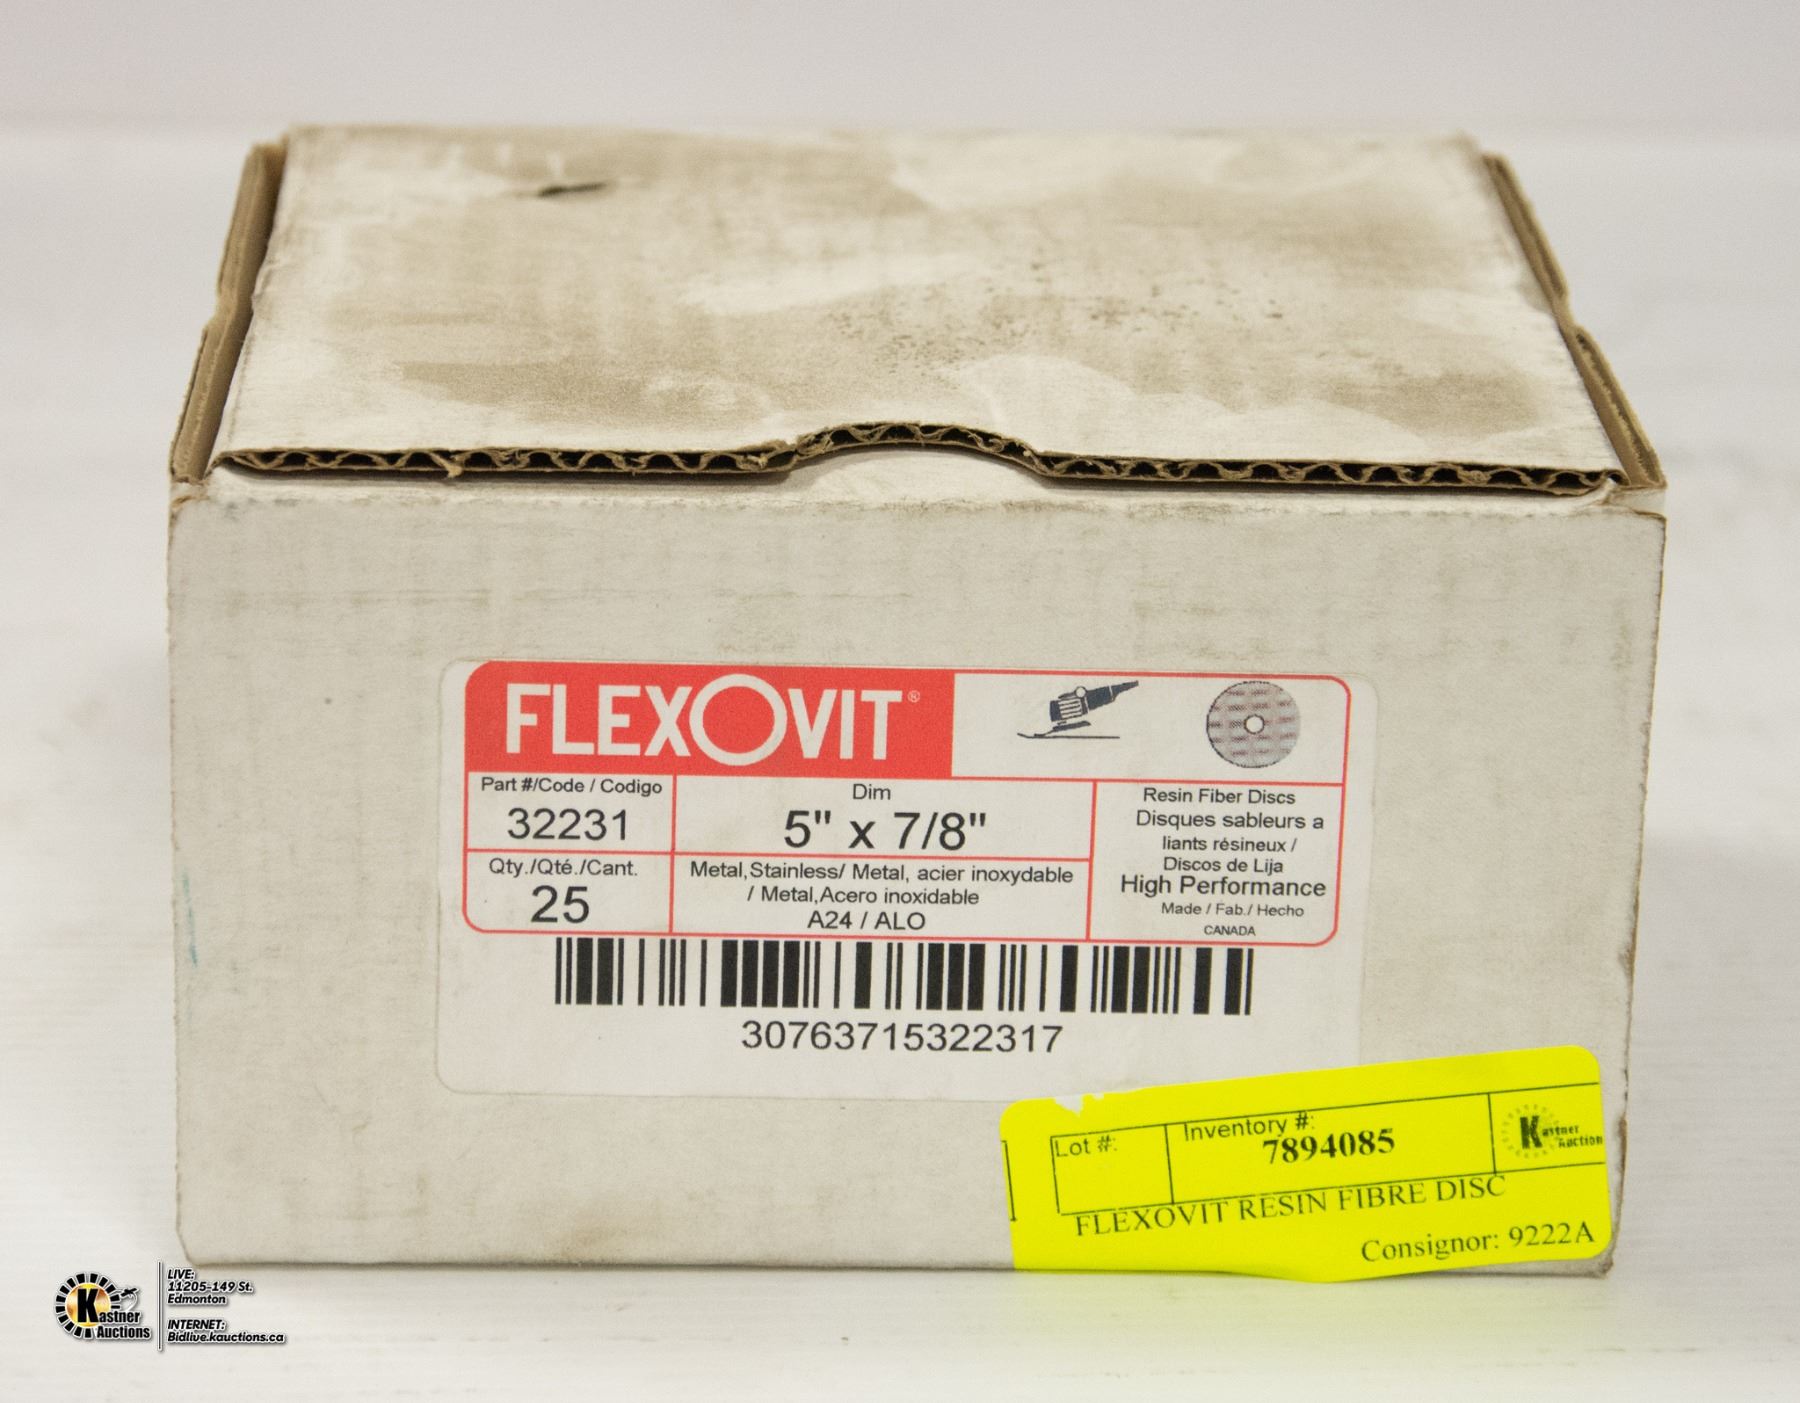 FLEXOVIT®
Part #/Code / Codigo
32231
Dim
5" x 7/8"
Resin Fiber Discs
Disques sableurs a
liants résineux /
Discos de Lija
High Performance
Made / Fab./ Hecho
CANADA
Qty./Qté./Cant.
25
Metal,Stainless/ Metal, acier inoxydable
/ Metal,Acero inoxidable
A24 / ALO
30763715322317
Lot #:
Inventory #:
7894085
Kastner
Auction
FLEXOVIT RESIN FIBRE DISC
Consignor: 9222A
Kastner
Auctions
LIVE:
11205-149 St.
Edmonton
INTERNET:
Bidlive.kauctions.ca